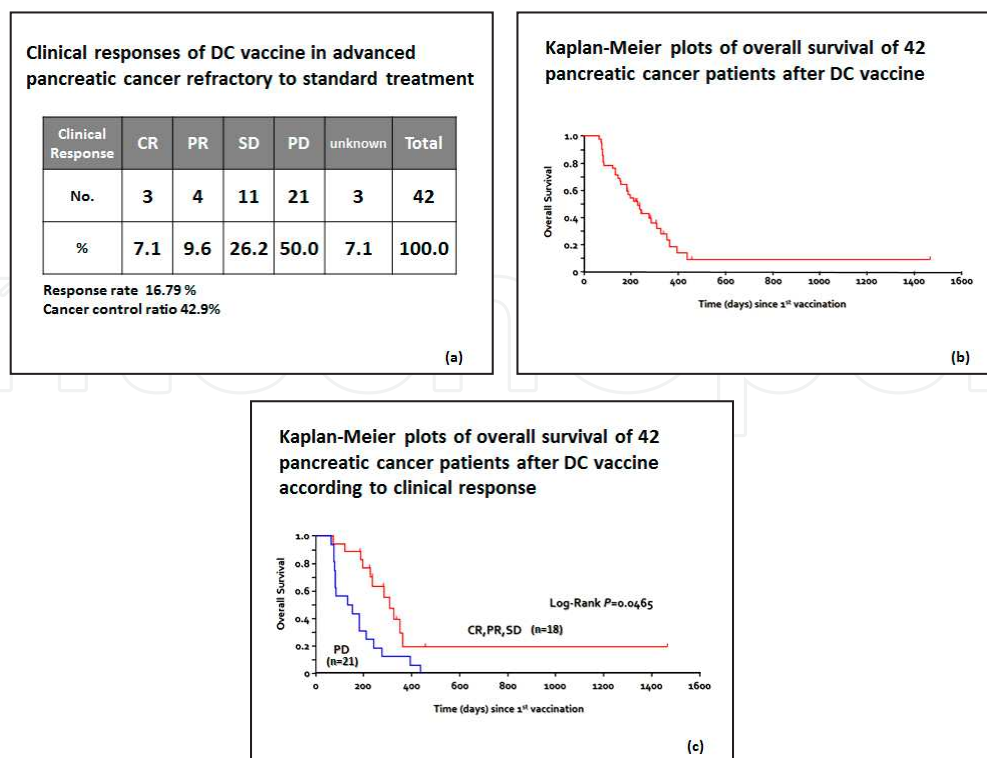 Clinical responses of DC vaccine in advanced
pancreatic cancer refractory to standard treatment
Clinical Response CR PR SD PD unknown Total
No. 3 4 11 21 3 42
% 7.1 9.6 26.2 50.0 7.1 100.0
Response rate 16.79 %
Cancer control ratio 42.9%
(a)
Kaplan-Meier plots of overall survival of 42
pancreatic cancer patients after DC vaccine
Overall Survival
1.0
0.8
0.6
0.4
0.2
0
0 200 400 600 800 1000 1200 1400 1600
Time (days) since 1st vaccination
(b)
Kaplan-Meier plots of overall survival of 42
pancreatic cancer patients after DC vaccine
according to clinical response
Overall Survival
1.0
0.8
0.6
0.4
0.2
0
Log-Rank P=0.0465
CR,PR,SD (n=18)
PD
(n=21)
0 200 400 600 800 1000 1200 1400 1600
Time (days) since 1st vaccination
(c)